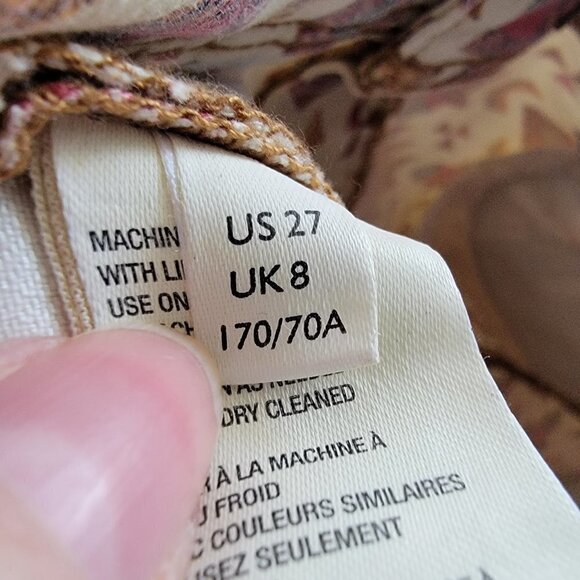 US 27
UK 8
170/70A
MACHIN
WITH LI
USE ON
DRY CLEANED
À LA MACHINE À
FROID
COULEURS SIMILAIRES
SEULEMENT